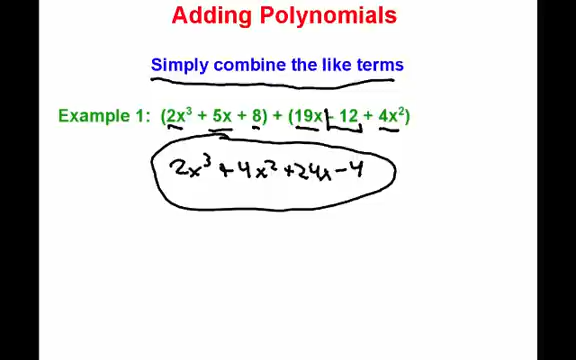 Adding Polynomials
Simply combine the like terms
Example 1: (2x³ + 5x + 8) + (19x - 12 + 4x²)
2x³ + 4x² + 24x - 4